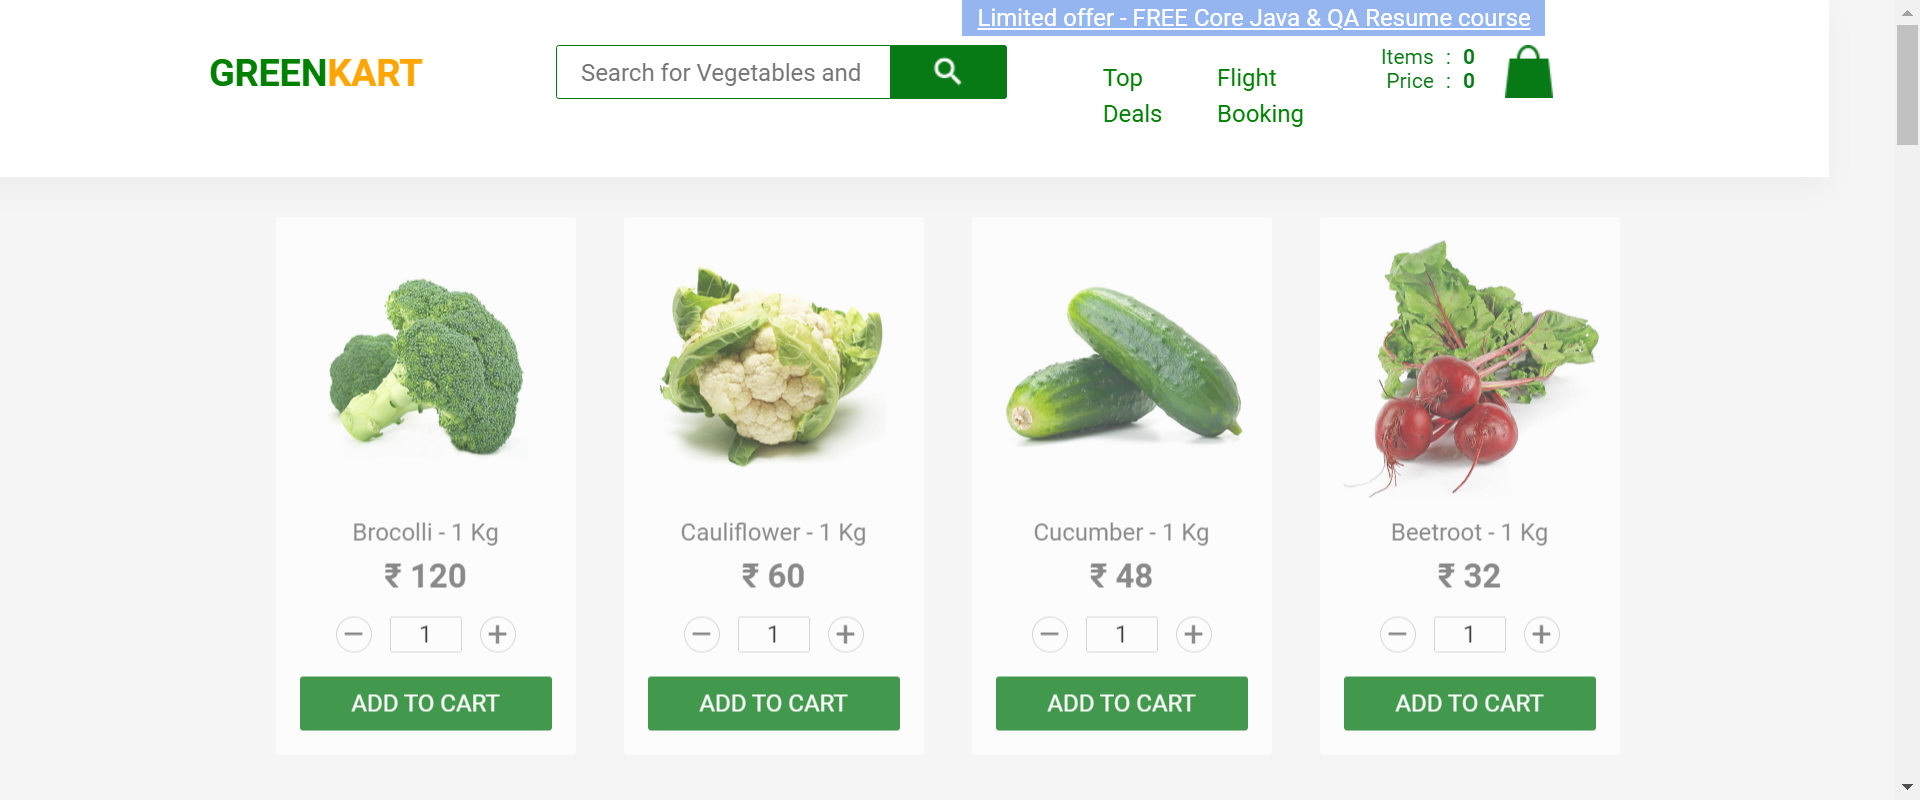 Limited offer - FREE Core Java & QA Resume course
GREENKART
Search for Vegetables and
Top Deals
Flight Booking
Items : 0
Price : 0
Brocolli - 1 Kg
₹ 120
1
ADD TO CART
Cauliflower - 1 Kg
₹ 60
1
ADD TO CART
Cucumber - 1 Kg
₹ 48
1
ADD TO CART
Beetroot - 1 Kg
₹ 32
1
ADD TO CART